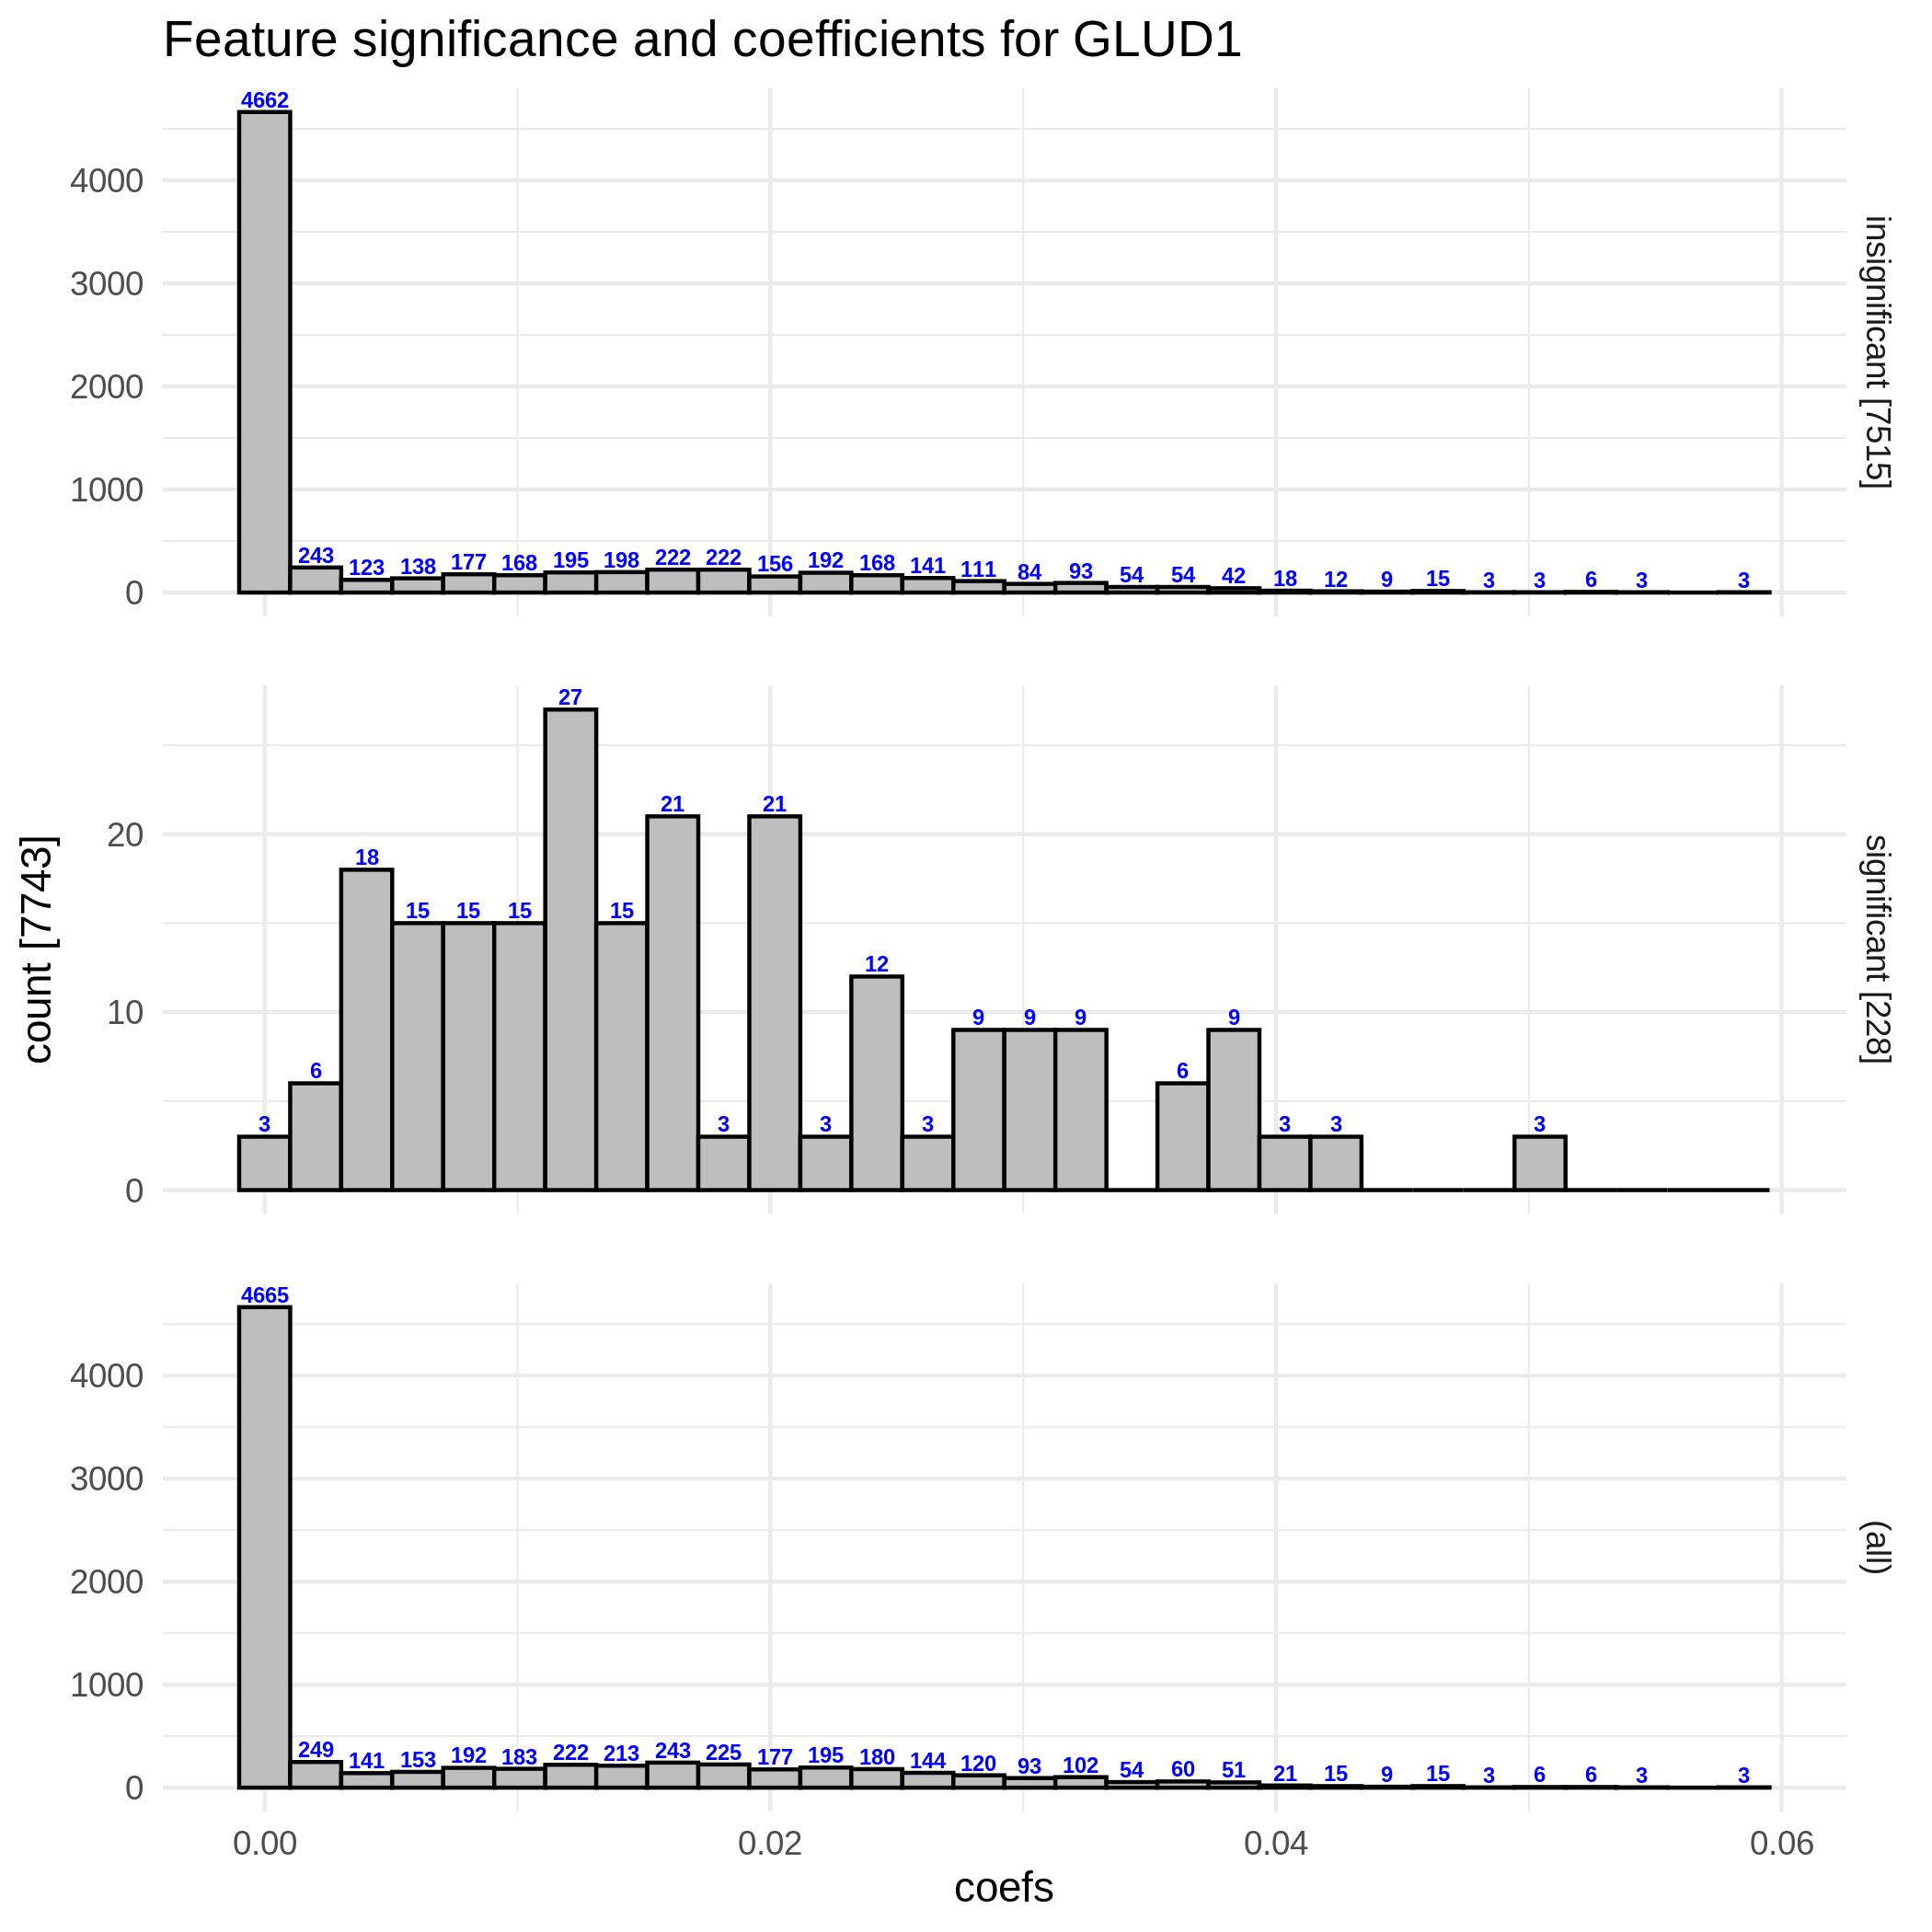 Feature significance and coefficients for GLUD1
4662
243 123 138 177 168 195 198 222 222 156 192 168 141 111 84 93 54 54 42 18 12 9 15 3 3 6 3 3
4000
3000
2000
1000
0
insignificant [7515]
3 6 18 15 15 15 27 15 21 3 21 3 12 3 9 9 9 6 9 3 3 3
20
10
0
significant [228]
count [7743]
4665
249 141 153 192 183 222 213 243 225 177 195 180 144 120 93 102 54 60 51 21 15 9 15 3 6 6 3 3
4000
3000
2000
1000
0
(all)
0.00 0.02 0.04 0.06
coefs